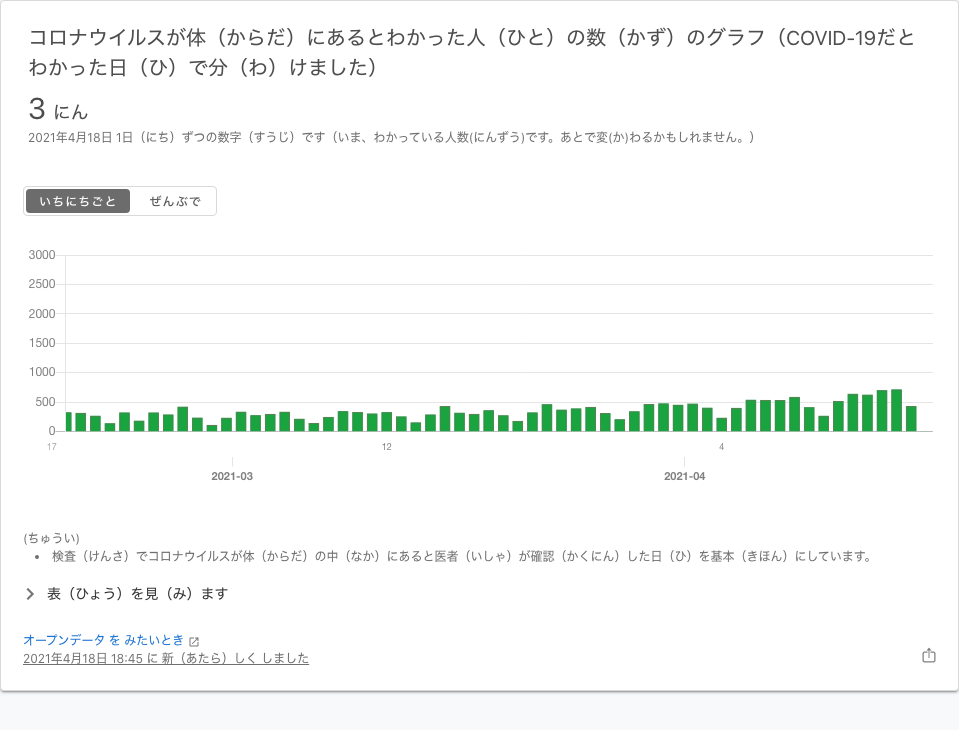 コロナウイルスが体（からだ）にあるとわかった人（ひと）の数（かず）のグラフ（COVID-19だと
わかった日（ひ）で分（わ）けました）
3 にん
2021年4月18日 1日（にち）ずつの数字（すうじ）です（いま、わかっている人数(にんずう)です。あとで変(か)わるかもしれません。）
いちにちごと ぜんぶで
3000
2500
2000
1500
1000
500
0
17 12 4
2021-03 2021-04
(ちゅうい)
• 検査（けんさ）でコロナウイルスが体（からだ）の中（なか）にあると医者（いしゃ）が確認（かくにん）した日（ひ）を基本（きほん）にしています。
表（ひょう）を見（み）ます
オープンデータ を みたいとき
2021年4月18日 18:45 に 新（あたら）しく しました